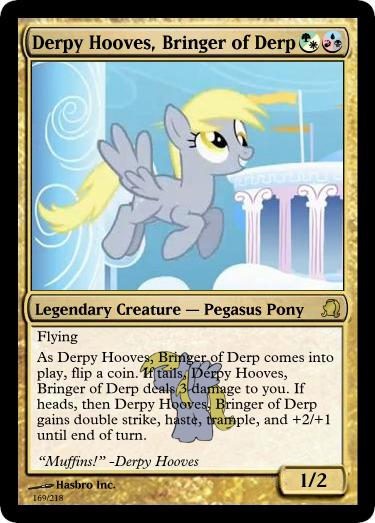 Derpy Hooves, Bringer of Derp
Legendary Creature — Pegasus Pony
Flying
As Derpy Hooves, Bringer of Derp comes into
play, flip a coin. If tails, Derpy Hooves,
Bringer of Derp deals 3 damage to you. If
heads, then Derpy Hooves, Bringer of Derp
gains double strike, haste, trample, and +2/+1
until end of turn.
“Muffins!” -Derpy Hooves
Hasbro Inc.
1/2
169/218